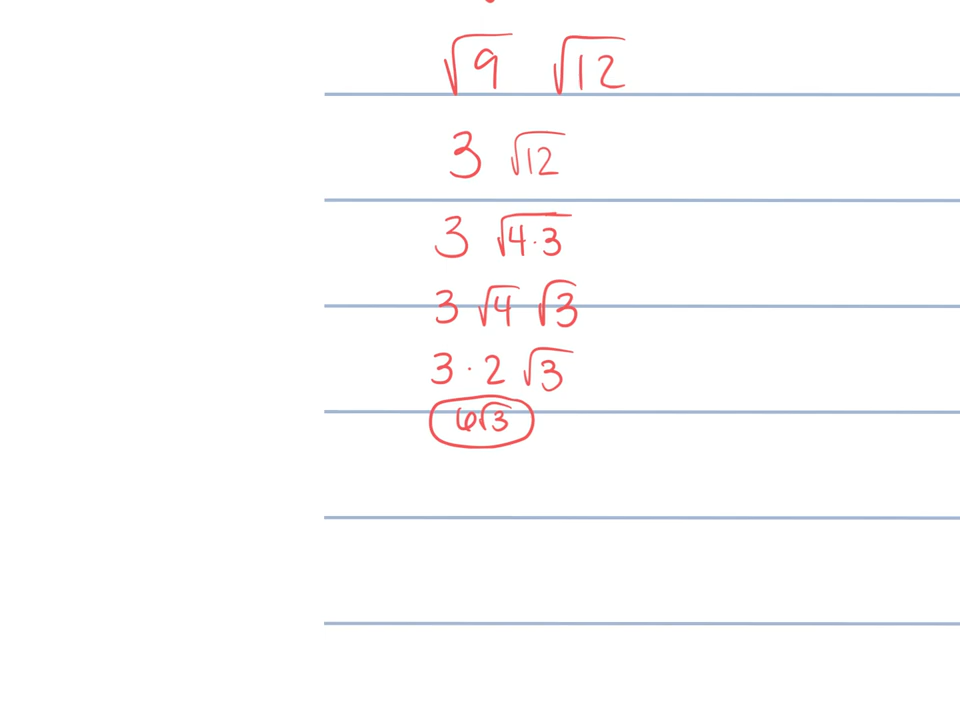 √9 √12
3 √12
3 √4·3
3 √4 √3
3 · 2 √3
6√3